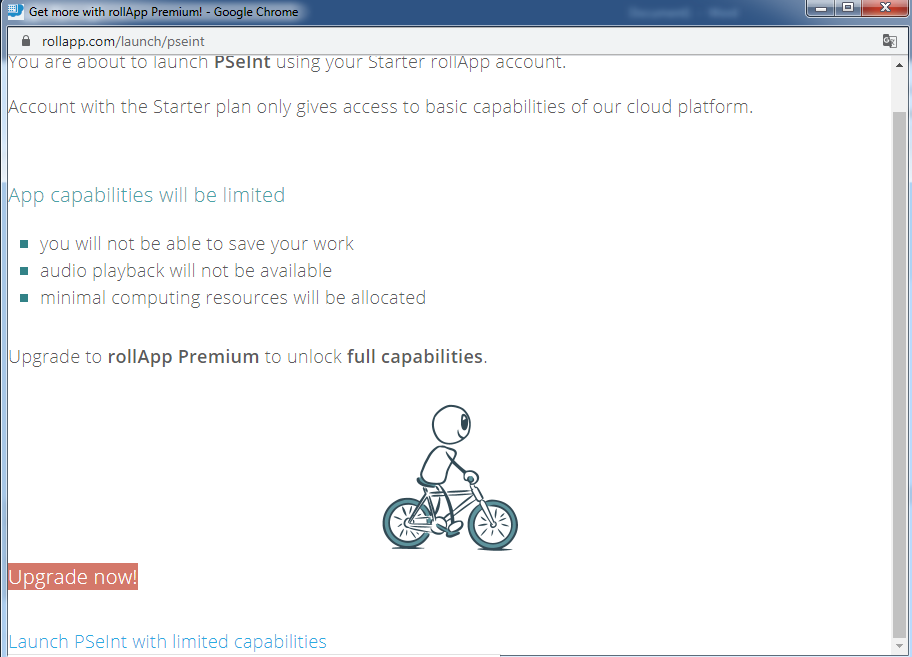 Get more with rollApp Premium! - Google Chrome
rollapp.com/launch/pseint
You are about to launch PSeInt using your Starter rollApp account.
Account with the Starter plan only gives access to basic capabilities of our cloud platform.
App capabilities will be limited
you will not be able to save your work
audio playback will not be available
minimal computing resources will be allocated
Upgrade to rollApp Premium to unlock full capabilities.
Upgrade now!
Launch PSeInt with limited capabilities